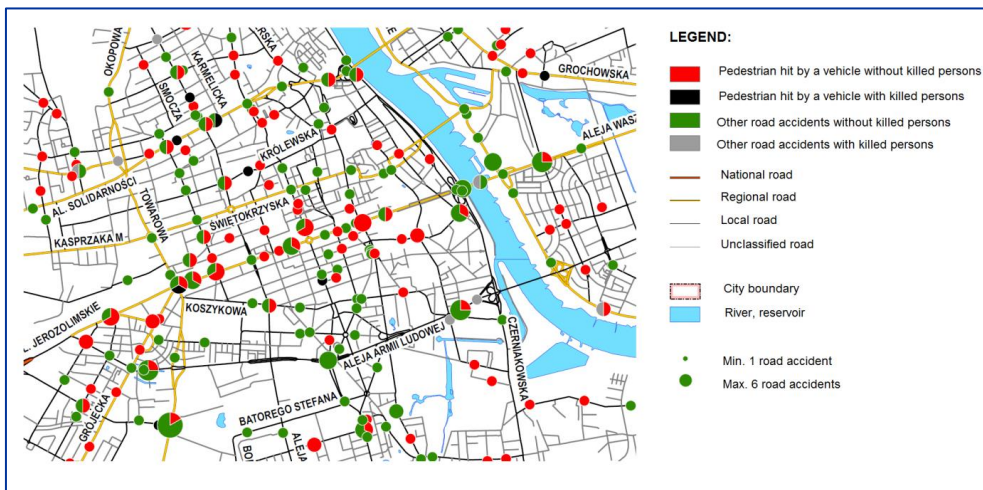 OKOPOWA
KARMELICKA
SMOCZA
GROCHOWSKA
ALEJA WASZ
KRÓLEWSKA
AL. SOLIDARNOŚCI
TOWAROWA
ŚWIĘTOKRZYSKA
KASPRZAKA M
JEROZOLIMSKIE
KOSZYKOWA
ALEJA ARMII LUDOWEJ
CZERNIAKOWSKA
GRÓJECKA
BATOREGO STEFANA
ALEJA
LEGEND:
Pedestrian hit by a vehicle without killed persons
Pedestrian hit by a vehicle with killed persons
Other road accidents without killed persons
Other road accidents with killed persons
National road
Regional road
Local road
Unclassified road
City boundary
River, reservoir
Min. 1 road accident
Max. 6 road accidents